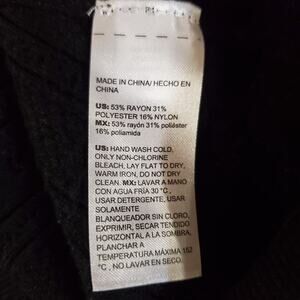 MADE IN CHINA/ HECHO EN
CHINA
US: 53% RAYON 31%
POLYESTER 16% NYLON
MX: 53% rayón 31% poliéster
16% poliamida
US: HAND WASH COLD,
ONLY NON-CHLORINE
BLEACH, LAY FLAT TO DRY,
WARM IRON, DO NOT DRY
CLEAN. MX: LAVAR A MANO
CON AGUA FRÍA 30 °C ,
USAR DETERGENTE, USAR
SOLAMENTE
BLANQUEADOR SIN CLORO,
EXPRIMIR, SECAR TENDIDO
HORIZONTAL A LA SOMBRA,
PLANCHAR A
TEMPERATURA MÁXIMA 152
°C , NO LAVAR EN SECO.